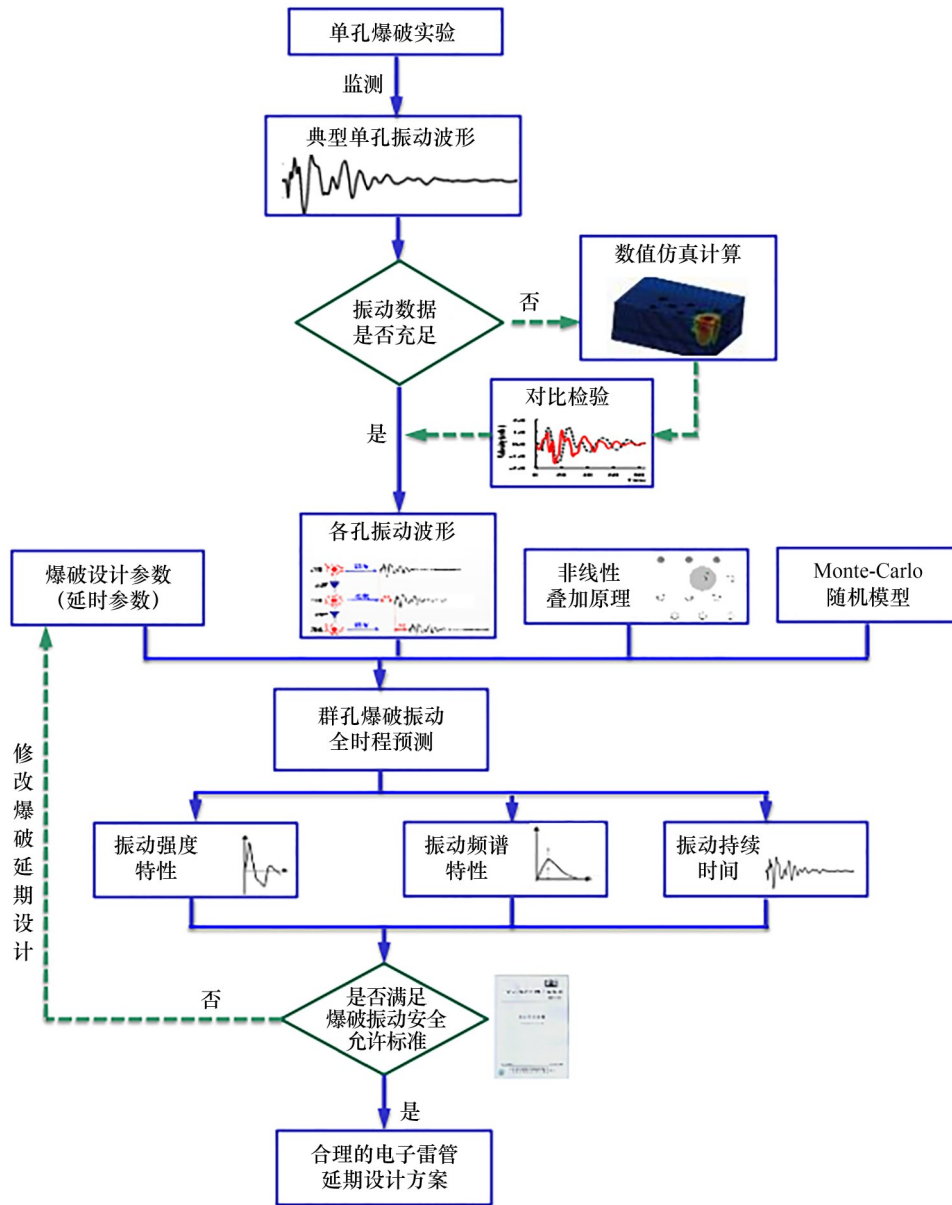 单孔爆破实验
监测
典型单孔振动波形
数值仿真计算
振动数据
是否充足
否
对比检验
是
各孔振动波形
爆破设计参数
（延时参数）
非线性
叠加原理
Monte-Carlo
随机模型
群孔爆破振动
全时程预测
修改爆破延期设计
振动强度
特性
振动频谱
特性
振动持续
时间
否
是否满足
爆破振动安全
允许标准
是
合理的电子雷管
延期设计方案